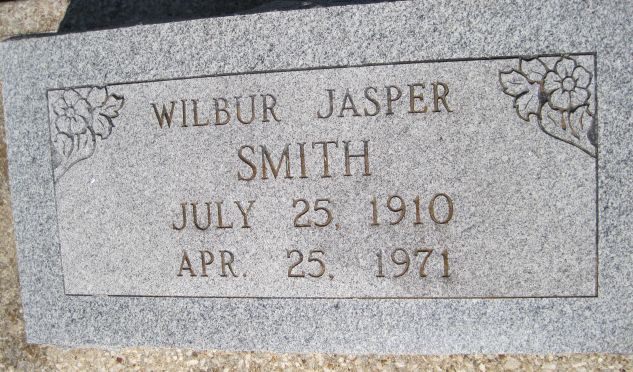 WILBUR JASPER
SMITH
JULY 25, 1910
APR. 25, 1971